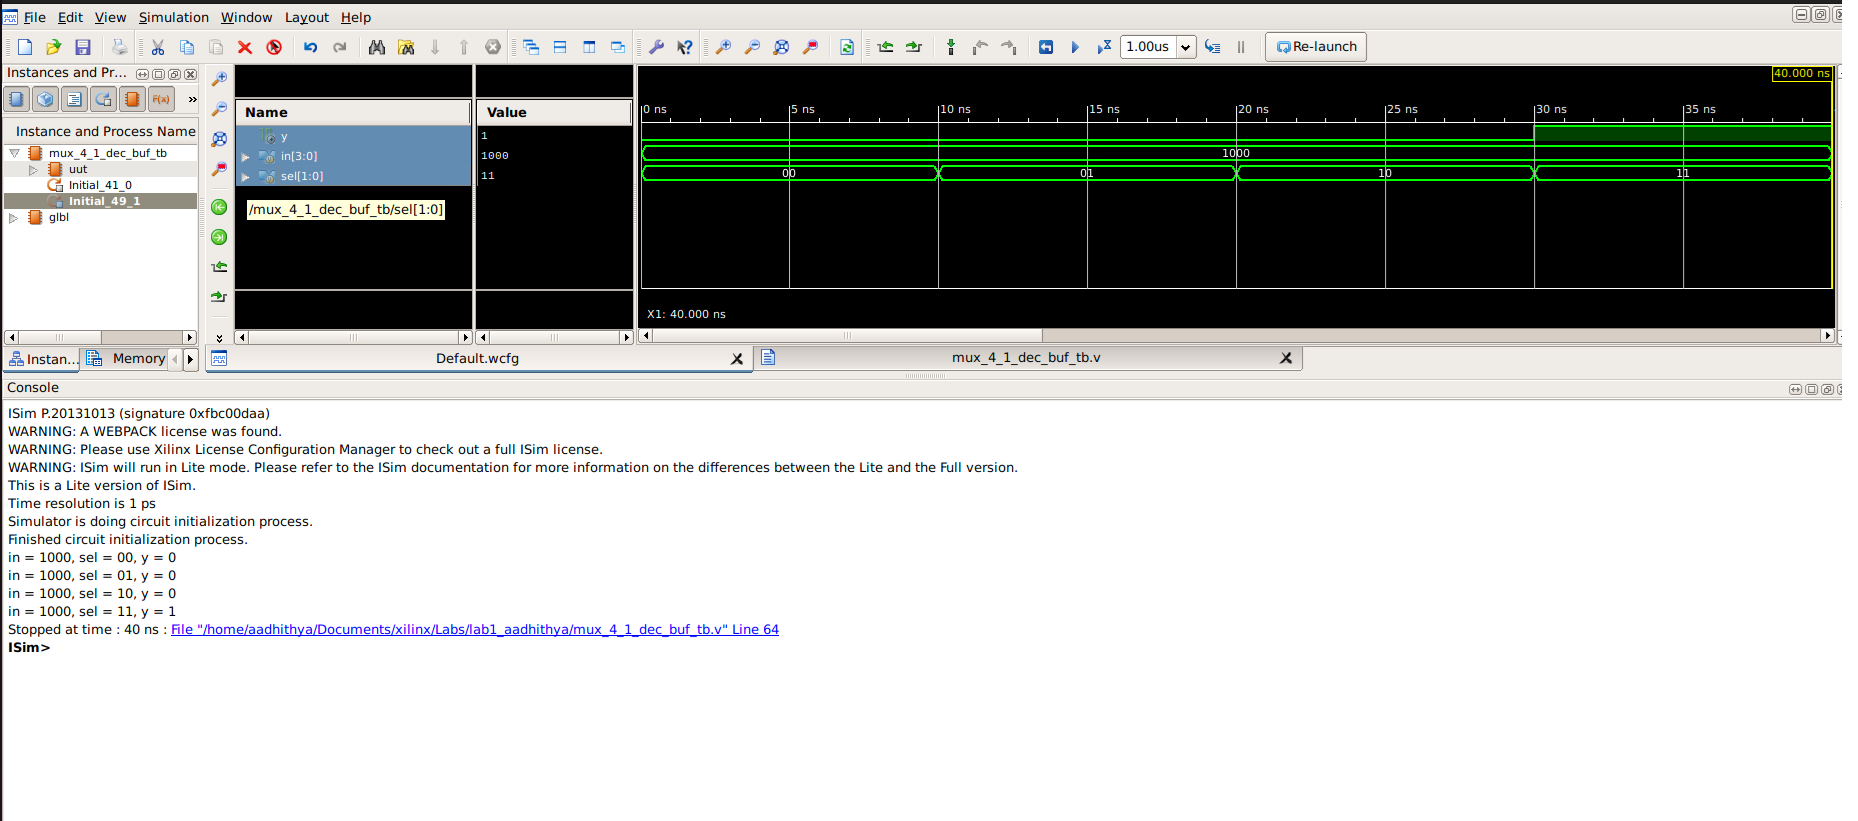 File Edit View Simulation Window Layout Help
1.00us Re-launch
Instances and Pr...
F(x) »
Instance and Process Name
mux_4_1_dec_buf_tb
uut
Initial_41_0
Initial_49_1
glbl
Instan... Memory
Name Value
y 1
in[3:0] 1000
sel[1:0] 11
/mux_4_1_dec_buf_tb/sel[1:0]
40.000 ns
0 ns 5 ns 10 ns 15 ns 20 ns 25 ns 30 ns 35 ns
1000
00 01 10 11
X1: 40.000 ns
Default.wcfg mux_4_1_dec_buf_tb.v
Console
ISim P.20131013 (signature 0xfbc00daa)
WARNING: A WEBPACK license was found.
WARNING: Please use Xilinx License Configuration Manager to check out a full ISim license.
WARNING: ISim will run in Lite mode. Please refer to the ISim documentation for more information on the differences between the Lite and the Full version.
This is a Lite version of ISim.
Time resolution is 1 ps
Simulator is doing circuit initialization process.
Finished circuit initialization process.
in = 1000, sel = 00, y = 0
in = 1000, sel = 01, y = 0
in = 1000, sel = 10, y = 0
in = 1000, sel = 11, y = 1
Stopped at time : 40 ns : File "/home/aadhithya/Documents/xilinx/Labs/lab1_aadhithya/mux_4_1_dec_buf_tb.v" Line 64
ISim>